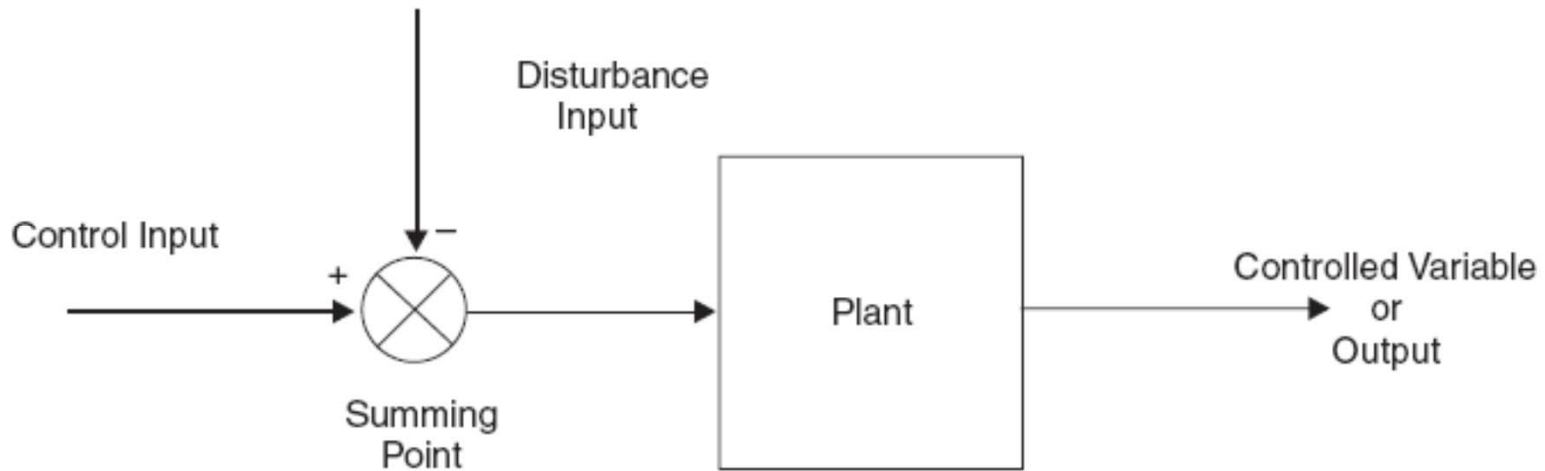 Disturbance
Input
Control Input
+
−
Plant
Controlled Variable
or
Output
Summing
Point